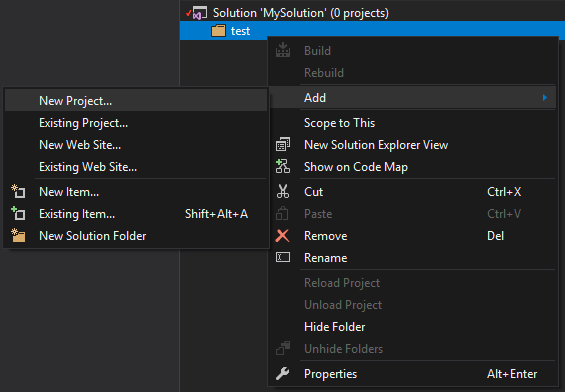 Solution 'MySolution' (0 projects)
test
Build
Rebuild
Add
Scope to This
New Solution Explorer View
Show on Code Map
Cut Ctrl+X
Paste Ctrl+V
Remove Del
Rename
Reload Project
Unload Project
Hide Folder
Unhide Folders
Properties Alt+Enter
New Project...
Existing Project...
New Web Site...
Existing Web Site...
New Item...
Existing Item... Shift+Alt+A
New Solution Folder